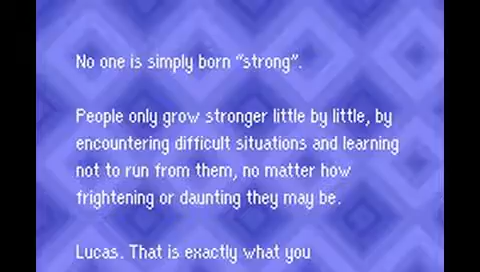 No one is simply born “strong”.
People only grow stronger little by little, by
encountering difficult situations and learning
not to run from them, no matter how
frightening or daunting they may be.
Lucas. That is exactly what you